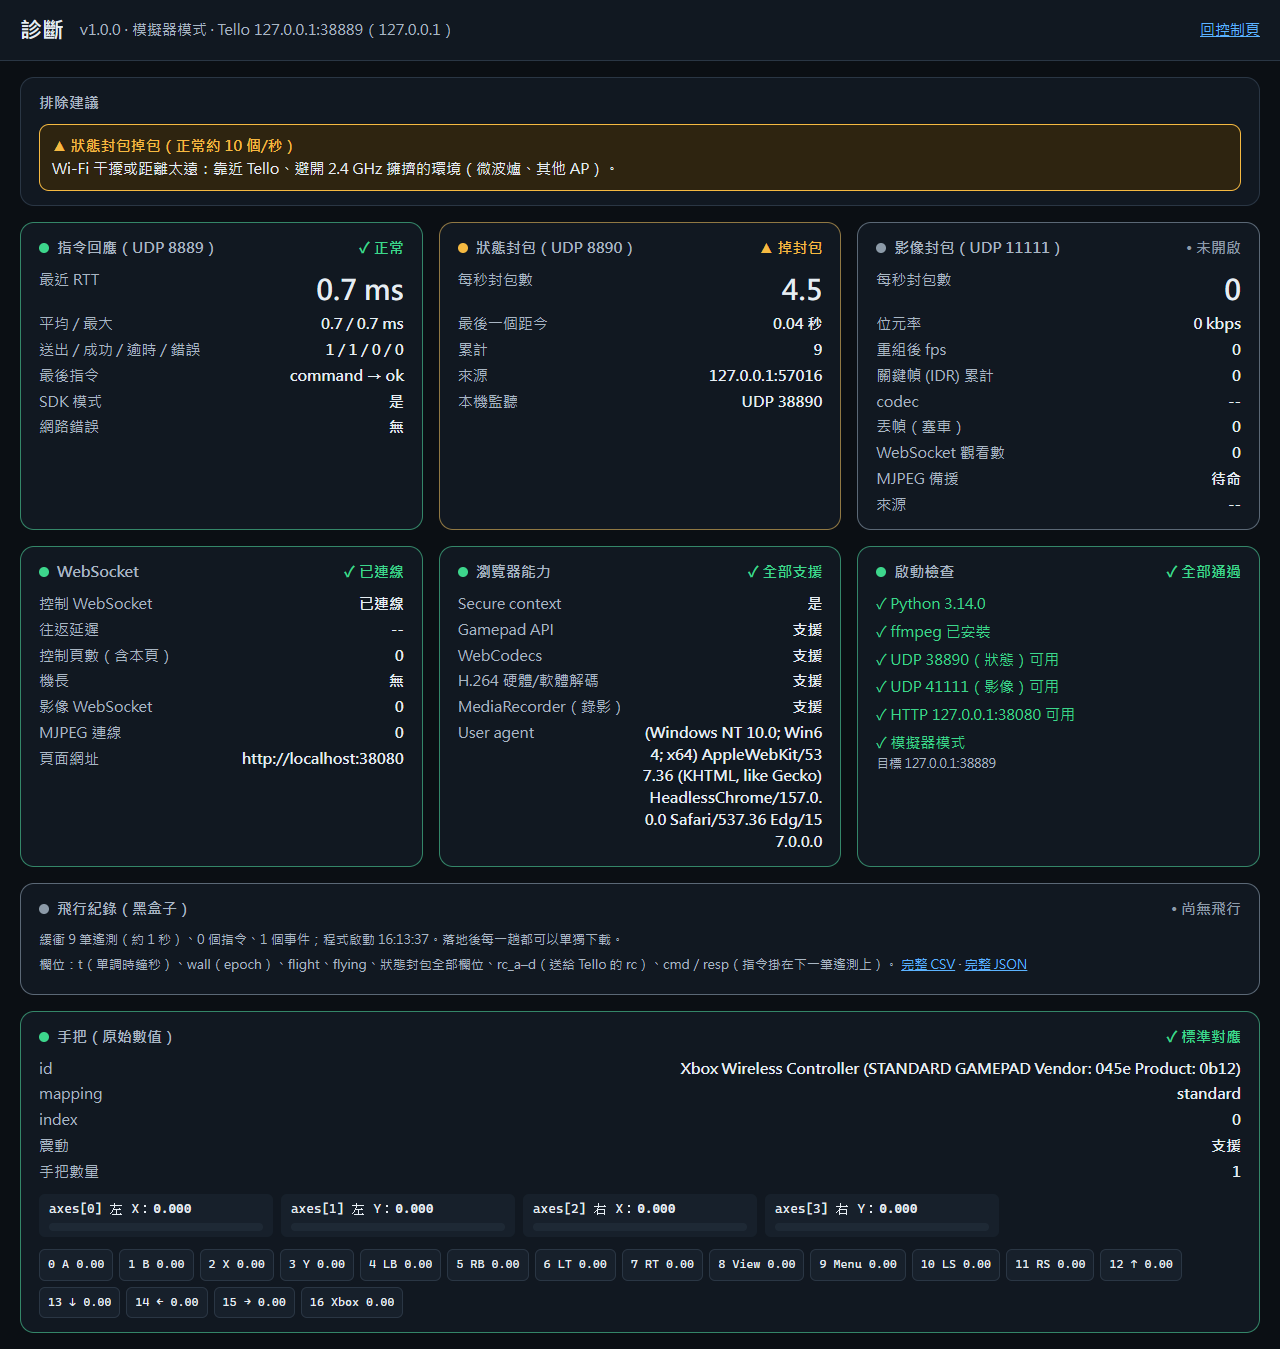 診斷 v1.0.0 · 模擬器模式 · Tello 127.0.0.1:38889（127.0.0.1） 回控制頁
排除建議
▲ 狀態封包掉包（正常約 10 個/秒）
Wi-Fi 干擾或距離太遠：靠近 Tello、避開 2.4 GHz 擁擠的環境（微波爐、其他 AP）。
指令回應（UDP 8889） ✓ 正常
最近 RTT 0.7 ms
平均 / 最大 0.7 / 0.7 ms
送出 / 成功 / 逾時 / 錯誤 1 / 1 / 0 / 0
最後指令 command → ok
SDK 模式 是
網路錯誤 無
狀態封包（UDP 8890） ▲ 掉封包
每秒封包數 4.5
最後一個距今 0.04 秒
累計 9
來源 127.0.0.1:57016
本機監聽 UDP 38890
影像封包（UDP 11111） • 未開啟
每秒封包數 0
位元率 0 kbps
重組後 fps 0
關鍵幀 (IDR) 累計 0
codec --
丟幀（塞車） 0
WebSocket 觀看數 0
MJPEG 備援 待命
來源 --
WebSocket ✓ 已連線
控制 WebSocket 已連線
往返延遲 --
控制頁數（含本頁） 0
機長 無
影像 WebSocket 0
MJPEG 連線 0
頁面網址 http://localhost:38080
瀏覽器能力 ✓ 全部支援
Secure context 是
Gamepad API 支援
WebCodecs 支援
H.264 硬體/軟體解碼 支援
MediaRecorder（錄影） 支援
User agent (Windows NT 10.0; Win6
4; x64) AppleWebKit/53
7.36 (KHTML, like Gecko)
HeadlessChrome/157.0.
0.0 Safari/537.36 Edg/15
7.0.0.0
啟動檢查 ✓ 全部通過
✓ Python 3.14.0
✓ ffmpeg 已安裝
✓ UDP 38890（狀態）可用
✓ UDP 41111（影像）可用
✓ HTTP 127.0.0.1:38080 可用
✓ 模擬器模式
目標 127.0.0.1:38889
飛行紀錄（黑盒子） • 尚無飛行
緩衝 9 筆遙測（約 1 秒）、0 個指令、1 個事件；程式啟動 16:13:37。落地後每一趟都可以單獨下載。
欄位：t（單調時鐘秒）、wall（epoch）、flight、flying、狀態封包全部欄位、rc_a–d（送給 Tello 的 rc）、cmd / resp（指令掛在下一筆遙測上）。 完整 CSV · 完整 JSON
手把（原始數值） ✓ 標準對應
id Xbox Wireless Controller (STANDARD GAMEPAD Vendor: 045e Product: 0b12)
mapping standard
index 0
震動 支援
手把數量 1
axes[0] 左 X：0.000 axes[1] 左 Y：0.000 axes[2] 右 X：0.000 axes[3] 右 Y：0.000
0 A 0.00 1 B 0.00 2 X 0.00 3 Y 0.00 4 LB 0.00 5 RB 0.00 6 LT 0.00 7 RT 0.00 8 View 0.00 9 Menu 0.00 10 LS 0.00 11 RS 0.00 12 ↑ 0.00
13 ↓ 0.00 14 ← 0.00 15 → 0.00 16 Xbox 0.00